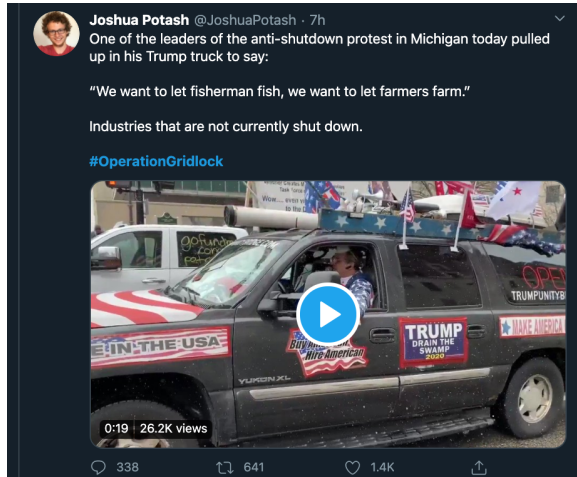 Joshua Potash @JoshuaPotash · 7h
One of the leaders of the anti-shutdown protest in Michigan today pulled
up in his Trump truck to say:
“We want to let fisherman fish, we want to let farmers farm.”
Industries that are not currently shut down.
#OperationGridlock
gofund
E IN THE USA
Buy
Hire American
YUKON XL
TRUMP
DRAIN THE
SWAMP
2020
OPE
TRUMPUNITYB
MAKE AMERICA
0:19 26.2K views
338 641 1.4K